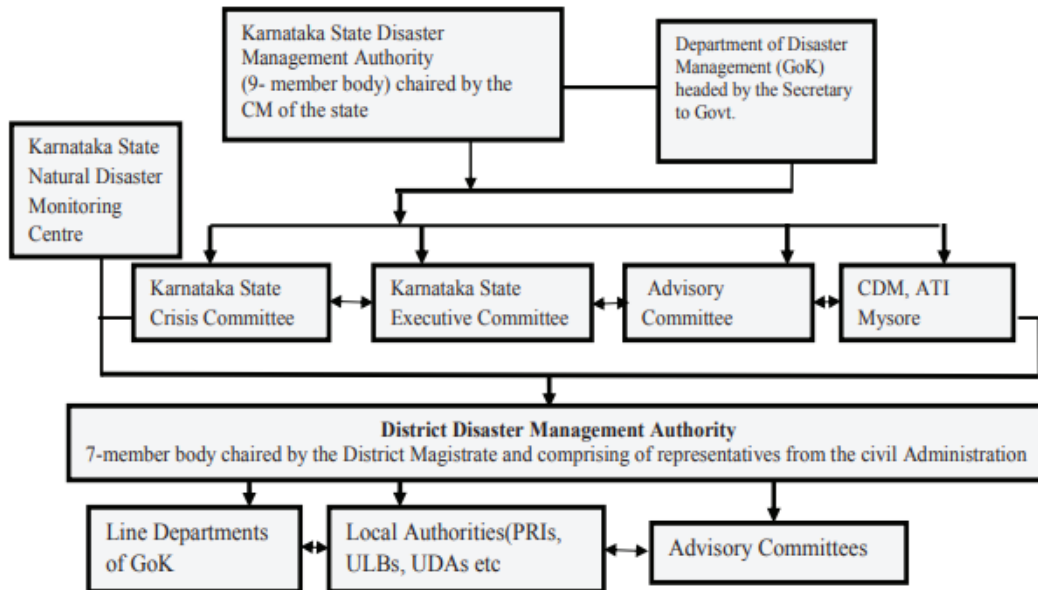 Karnataka State Disaster
Management Authority
(9- member body) chaired by the
CM of the state
Department of Disaster
Management (GoK)
headed by the Secretary
to Govt.
Karnataka State
Natural Disaster
Monitoring
Centre
Karnataka State
Crisis Committee
Karnataka State
Executive Committee
Advisory
Committee
CDM, ATI
Mysore
District Disaster Management Authority
7-member body chaired by the District Magistrate and comprising of representatives from the civil Administration
Line Departments
of GoK
Local Authorities(PRIs,
ULBs, UDAs etc
Advisory Committees